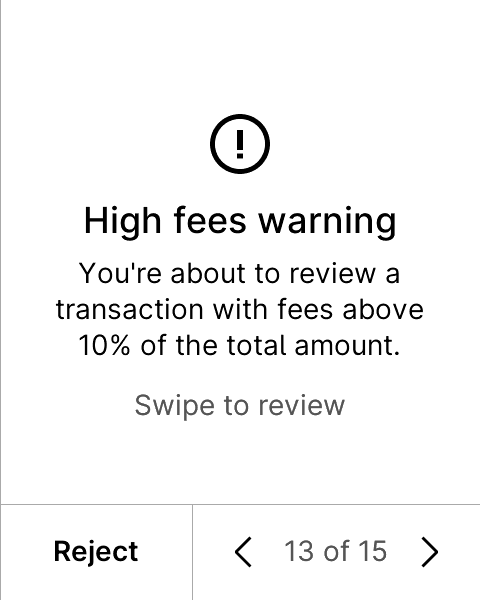 High fees warning
You're about to review a
transaction with fees above
10% of the total amount.
Swipe to review
Reject
13 of 15